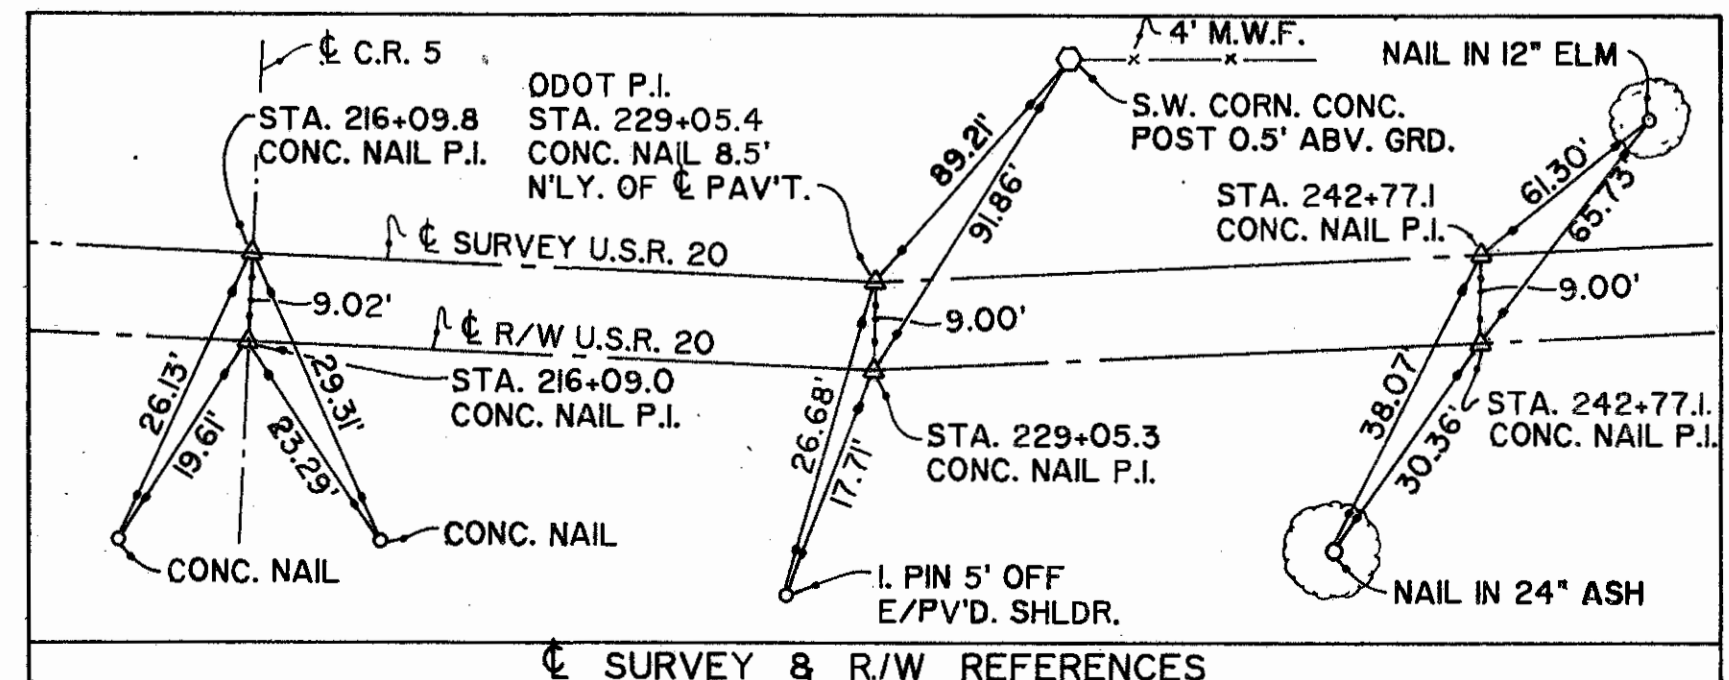 ℄ C.R. 5
STA. 216+09.8
CONC. NAIL P.I.
ODOT P.I.
STA. 229+05.4
CONC. NAIL 8.5'
N'LY. OF ℄ PAV'T.
4' M.W.F.
S.W. CORN. CONC.
POST 0.5' ABV. GRD.
NAIL IN 12" ELM
STA. 242+77.1
CONC. NAIL P.I.
89.21'
91.86'
61.30'
65.73'
℄ SURVEY U.S.R. 20
9.02'
9.00'
9.00'
℄ R/W U.S.R. 20
STA. 216+09.0
CONC. NAIL P.I.
26.13'
19.61'
29.31'
23.29'
26.68'
17.71'
STA. 229+05.3
CONC. NAIL P.I.
38.07'
30.36'
STA. 242+77.1.
CONC. NAIL P.I.
CONC. NAIL
CONC. NAIL
I. PIN 5' OFF
E/PV'D. SHLDR.
NAIL IN 24" ASH
℄ SURVEY & R/W REFERENCES